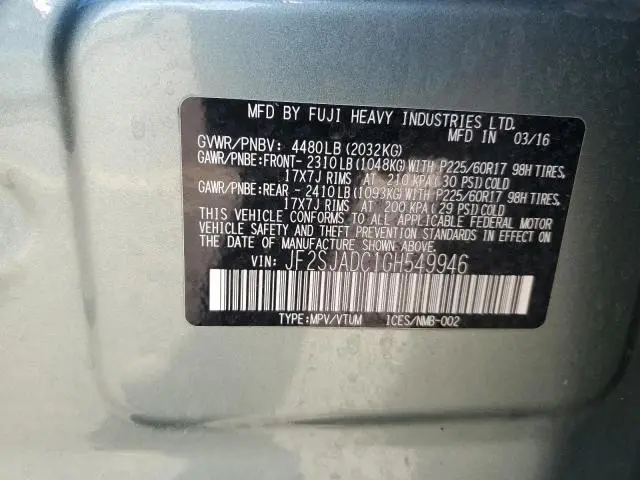 MFD BY FUJI HEAVY INDUSTRIES LTD.
MFD IN 03/16
GVWR/PNBV: 4480LB(2032KG)
GAWR/PNBE:FRONT- 2310LB(1048KG)WITH P225/60R17 98H TIRES,
17X7J RIMS AT 210 KPA(30 PSI)COLD
GAWR/PNBE:REAR - 2410LB(1093KG)WITH P225/60R17 98H TIRES,
17X7J RIMS AT 200 KPA(29 PSI)COLD
THIS VEHICLE CONFORMS TO ALL APPLICABLE FEDERAL MOTOR
VEHICLE SAFETY AND THEFT PREVENTION STANDARDS IN EFFECT
ON THE DATE OF MANUFACTURE SHOWN ABOVE.
VIN: JF2SJADC1GH549946
TYPE:MPV/VTUM ICES/NMB-002